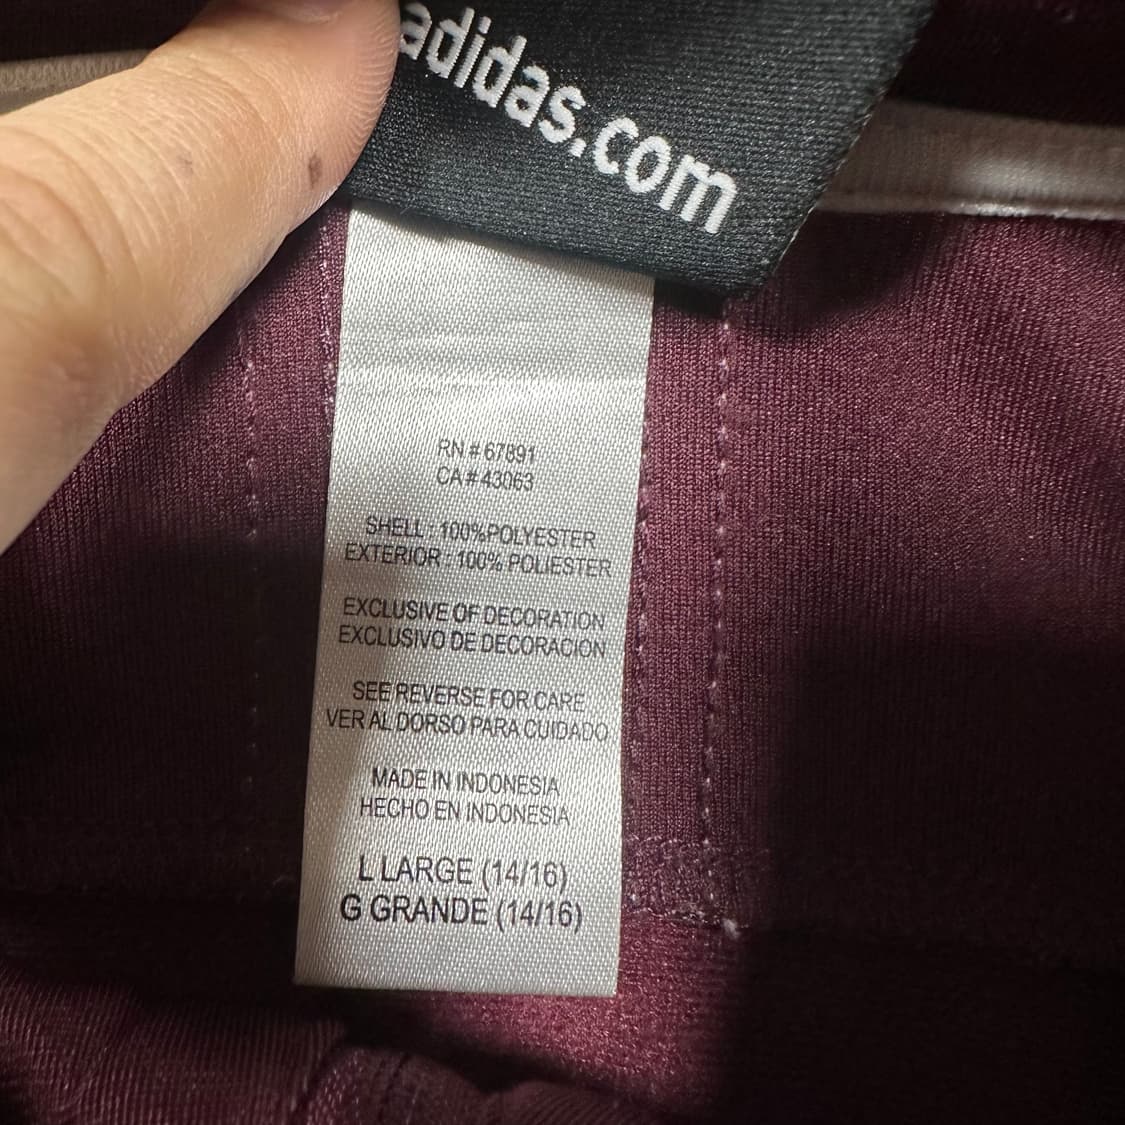 adidas.com
RN # 67891
CA # 43063
SHELL : 100%POLYESTER
EXTERIOR : 100% POLIESTER
EXCLUSIVE OF DECORATION
EXCLUSIVO DE DECORACION
SEE REVERSE FOR CARE
VER AL DORSO PARA CUIDADO
MADE IN INDONESIA
HECHO EN INDONESIA
L LARGE (14/16)
G GRANDE (14/16)